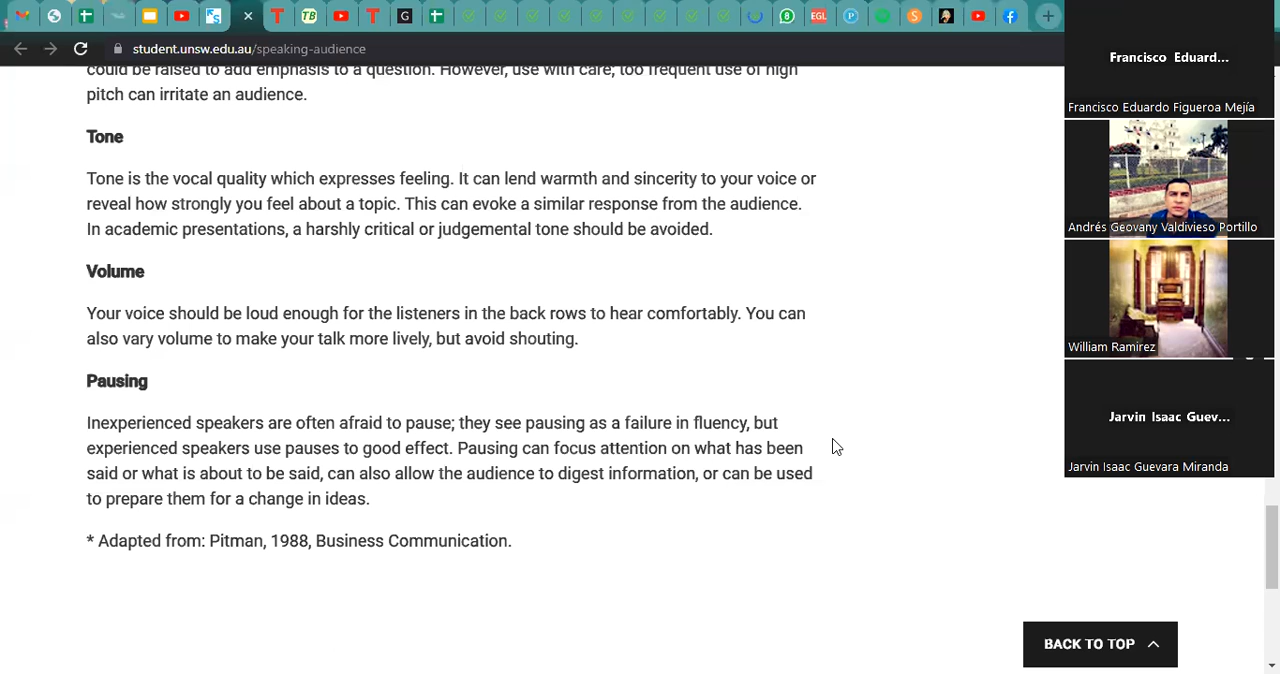 TB
G
8
EGL
P
S
student.unsw.edu.au/speaking-audience
could be raised to add emphasis to a question. However, use with care; too frequent use of high
pitch can irritate an audience.
Tone
Tone is the vocal quality which expresses feeling. It can lend warmth and sincerity to your voice or
reveal how strongly you feel about a topic. This can evoke a similar response from the audience.
In academic presentations, a harshly critical or judgemental tone should be avoided.
Volume
Your voice should be loud enough for the listeners in the back rows to hear comfortably. You can
also vary volume to make your talk more lively, but avoid shouting.
Pausing
Inexperienced speakers are often afraid to pause; they see pausing as a failure in fluency, but
experienced speakers use pauses to good effect. Pausing can focus attention on what has been
said or what is about to be said, can also allow the audience to digest information, or can be used
to prepare them for a change in ideas.
* Adapted from: Pitman, 1988, Business Communication.
BACK TO TOP
Francisco Eduard...
Francisco Eduardo Figueroa Mejía
Andrés Geovany Valdivieso Portillo
William Ramirez
Jarvin Isaac Guev...
Jarvin Isaac Guevara Miranda